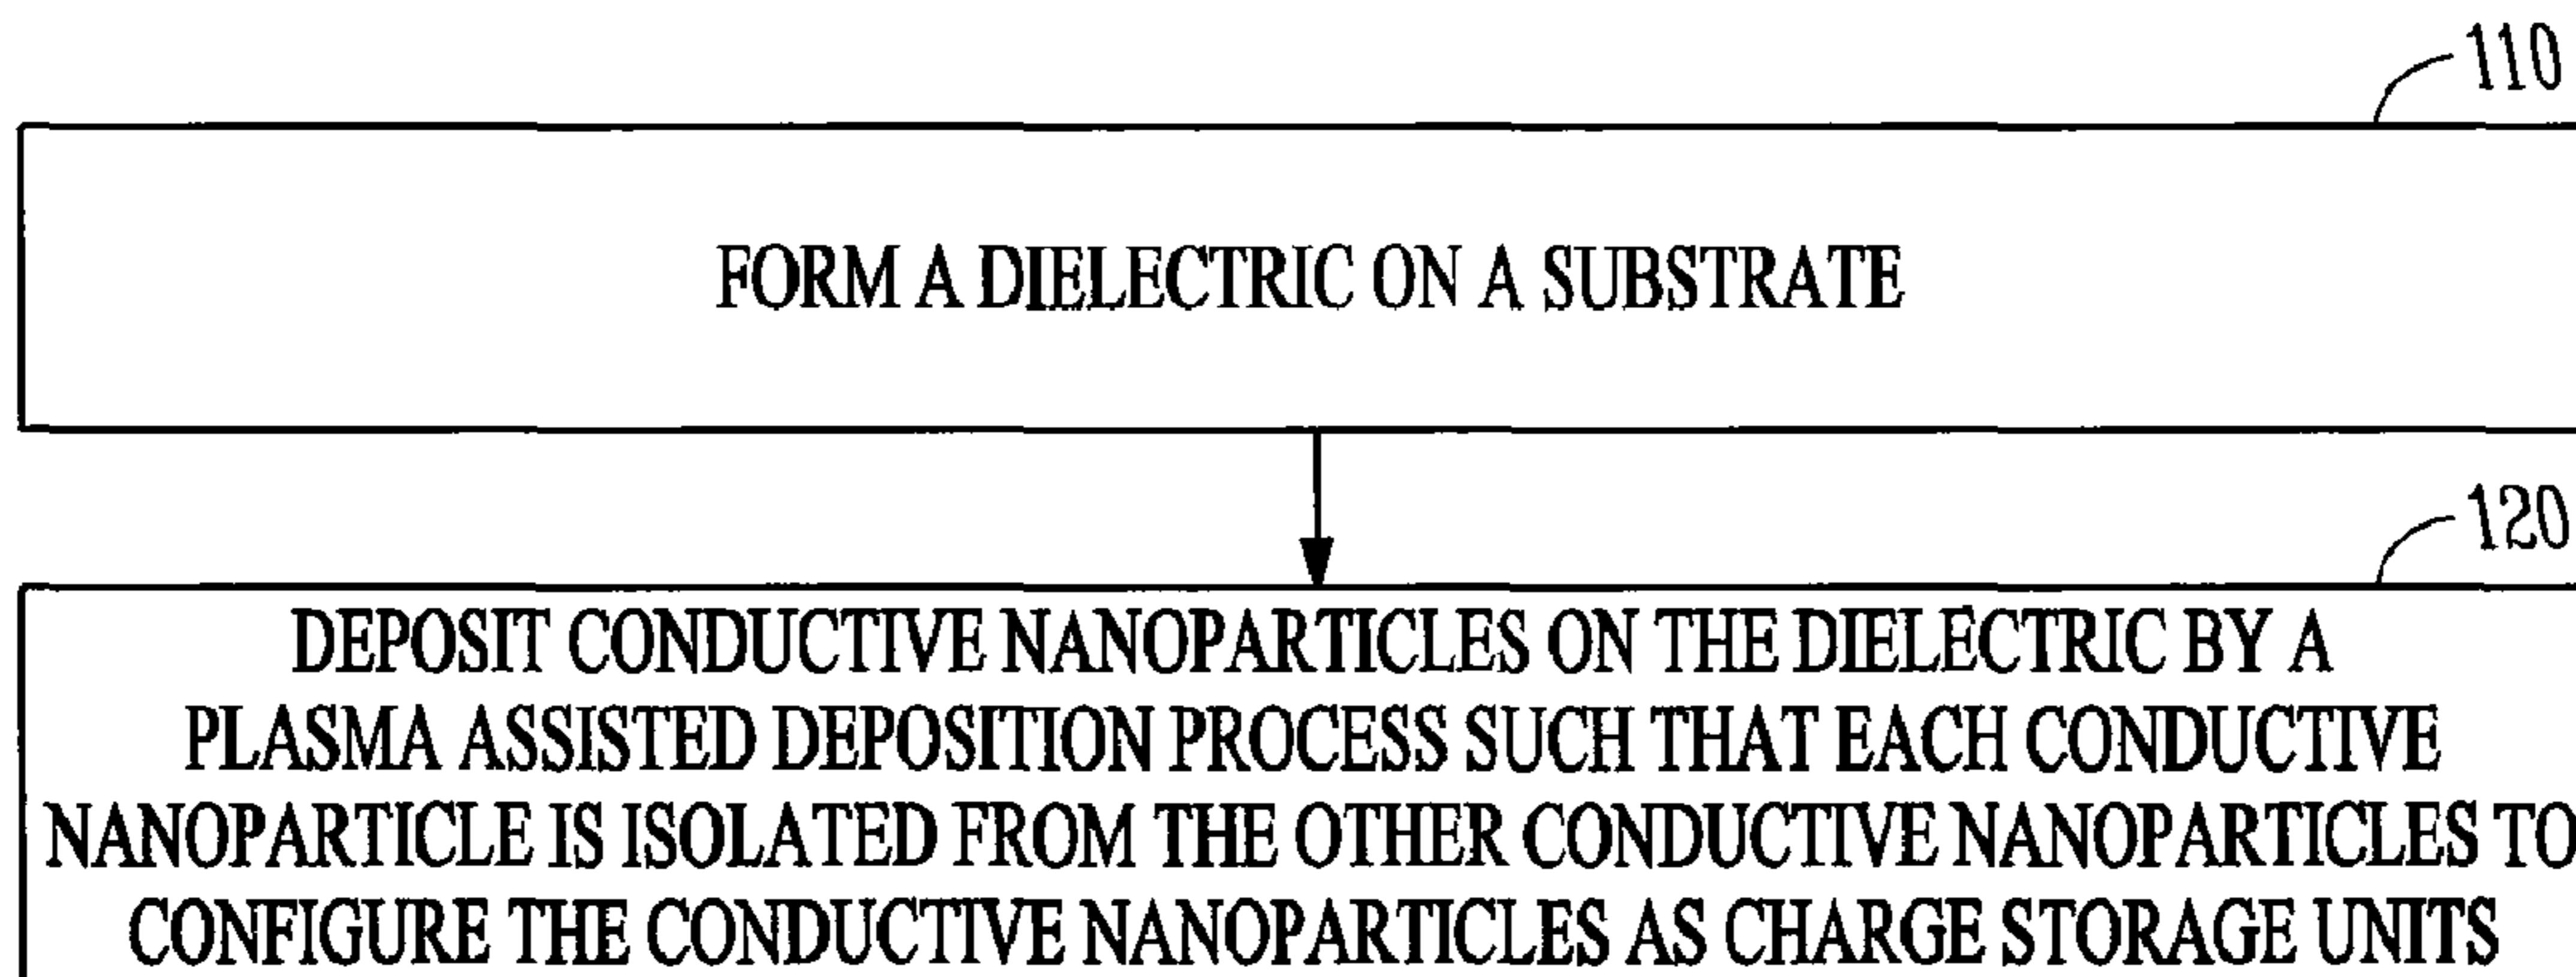 110
FORM A DIELECTRIC ON A SUBSTRATE
120
DEPOSIT CONDUCTIVE NANOPARTICLES ON THE DIELECTRIC BY A
PLASMA ASSISTED DEPOSITION PROCESS SUCH THAT EACH CONDUCTIVE
NANOPARTICLE IS ISOLATED FROM THE OTHER CONDUCTIVE NANOPARTICLES TO
CONFIGURE THE CONDUCTIVE NANOPARTICLES AS CHARGE STORAGE UNITS